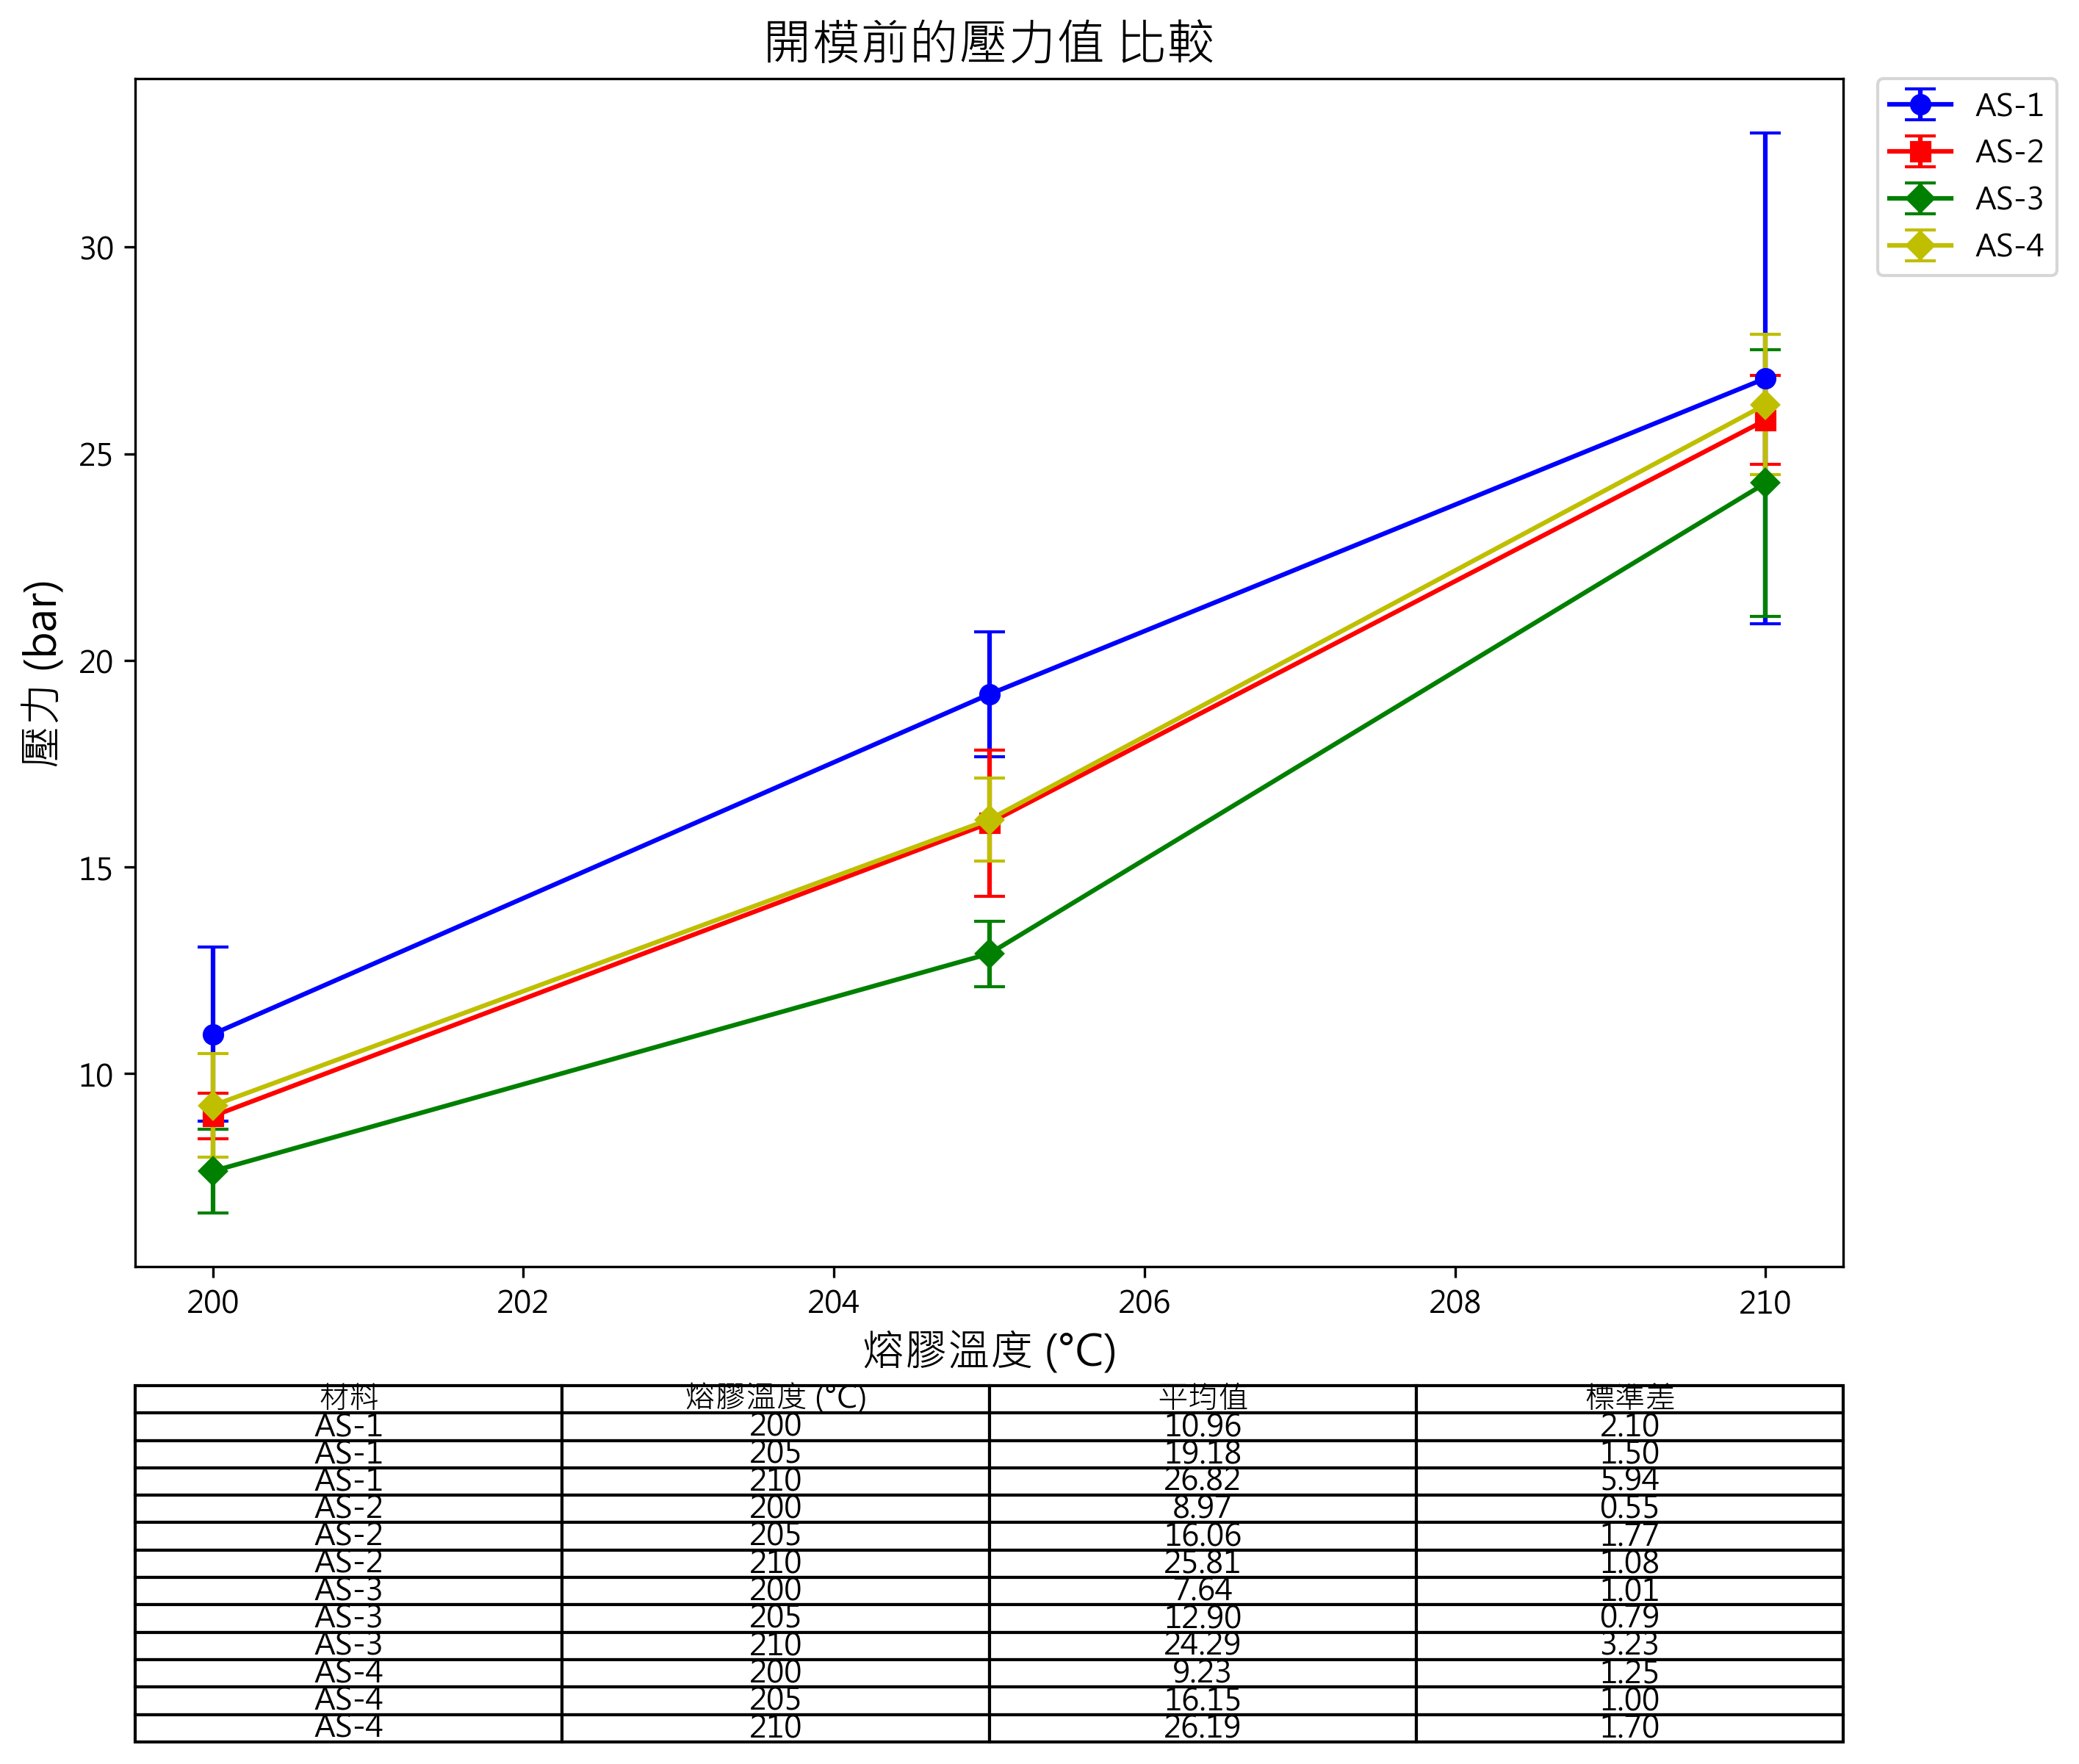 開模前的壓力值 比較
AS-1
AS-2
AS-3
AS-4
壓力 (bar)
30
25
20
15
10
200 202 204 206 208 210
熔膠溫度 (°C)
材料 熔膠溫度 (°C) 平均值 標準差
AS-1 200 10.96 2.10
AS-1 205 19.18 1.50
AS-1 210 26.82 5.94
AS-2 200 8.97 0.55
AS-2 205 16.06 1.77
AS-2 210 25.81 1.08
AS-3 200 7.64 1.01
AS-3 205 12.90 0.79
AS-3 210 24.29 3.23
AS-4 200 9.23 1.25
AS-4 205 16.15 1.00
AS-4 210 26.19 1.70